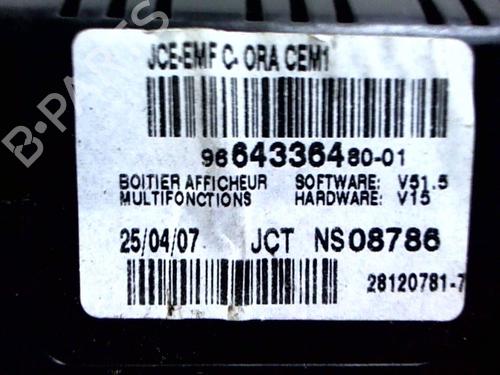 JCE-EMF C- ORA CEM1
9664336480-01
BOITIER AFFICHEUR SOFTWARE: V51.5
MULTIFONCTIONS HARDWARE: V15
25/04/07 JCT NS08786
28120781-7
B-PARTS